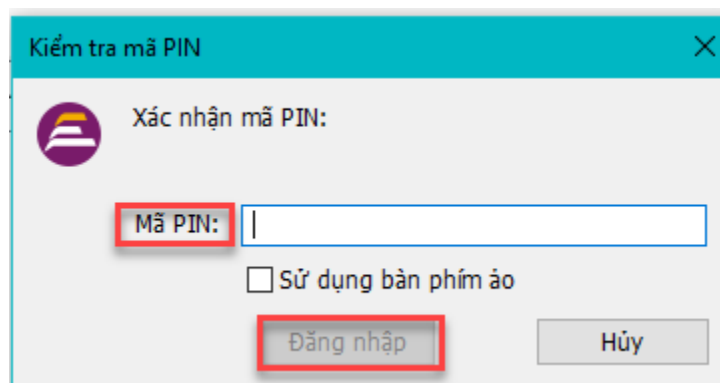 Kiểm tra mã PIN
Xác nhận mã PIN:
Mã PIN:
Sử dụng bàn phím ảo
Đăng nhập Hủy